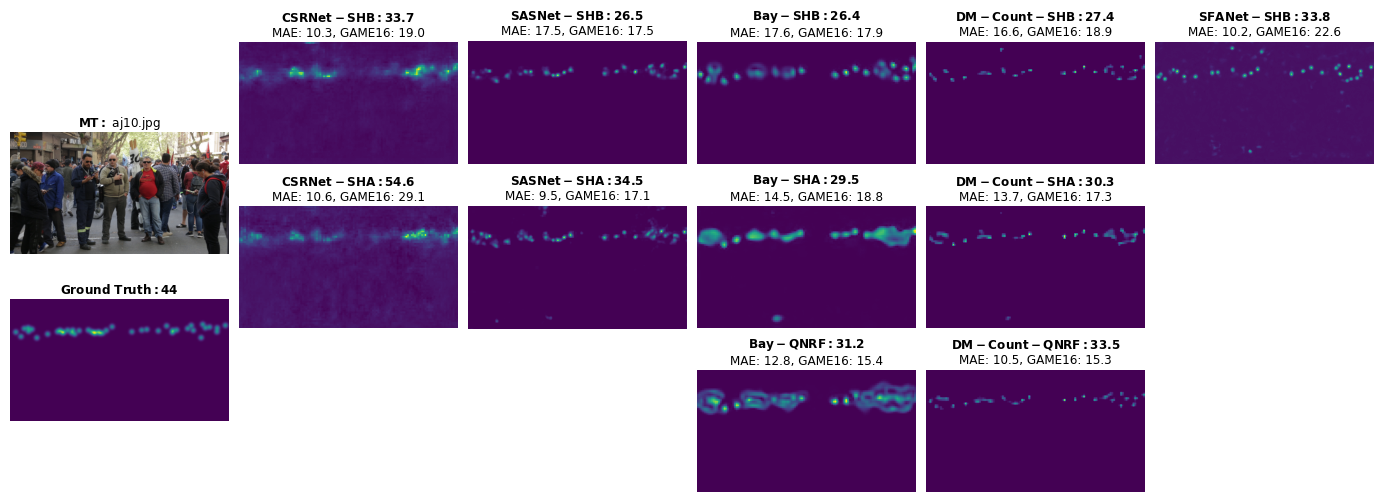 CSRNet − SHB : 33.7
MAE: 10.3, GAME16: 19.0
SASNet − SHB : 26.5
MAE: 17.5, GAME16: 17.5
Bay − SHB : 26.4
MAE: 17.6, GAME16: 17.9
DM − Count − SHB : 27.4
MAE: 16.6, GAME16: 18.9
SFANet − SHB : 33.8
MAE: 10.2, GAME16: 22.6
MT : aj10.jpg
30
CSRNet − SHA : 54.6
MAE: 10.6, GAME16: 29.1
SASNet − SHA : 34.5
MAE: 9.5, GAME16: 17.1
Bay − SHA : 29.5
MAE: 14.5, GAME16: 18.8
DM − Count − SHA : 30.3
MAE: 13.7, GAME16: 17.3
Ground Truth : 44
Bay − QNRF : 31.2
MAE: 12.8, GAME16: 15.4
DM − Count − QNRF : 33.5
MAE: 10.5, GAME16: 15.3